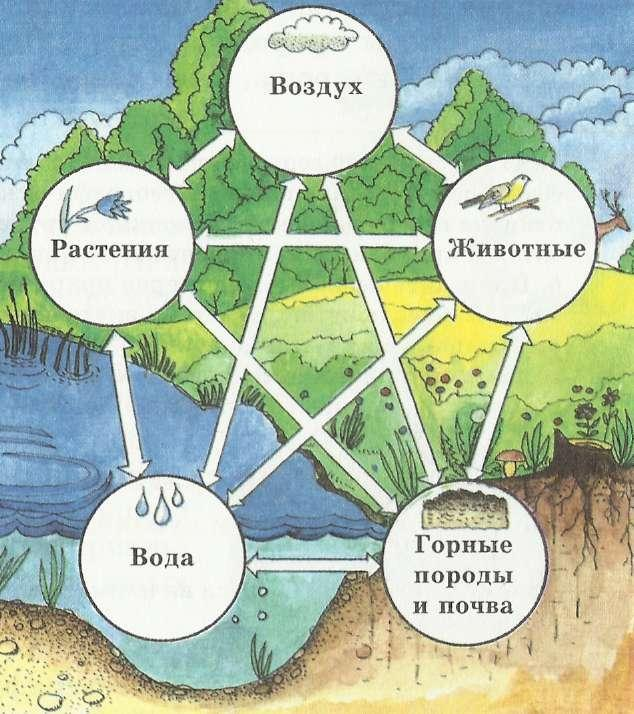 Воздух
Растения
Животные
Вода
Горные
породы
и почва